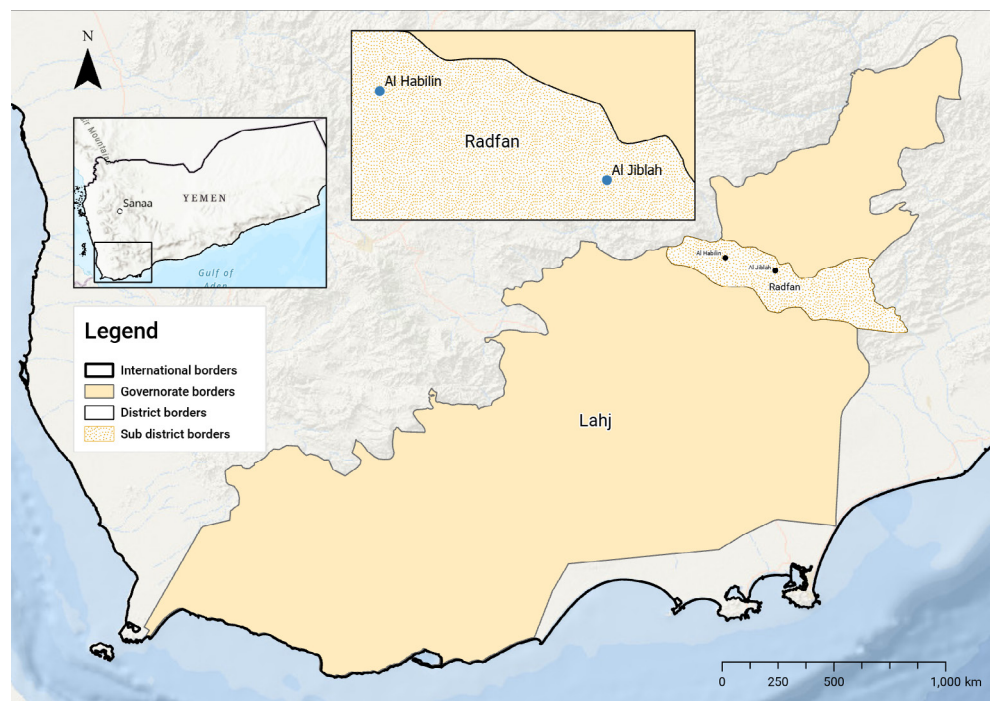 N
Al Habilin
Radfan
Al Jiblah
Sanaa
YEMEN
Gulf of
Aden
Legend
International borders
Governorate borders
District borders
Sub district borders
Al Habilin
Al Jiblah
Radfan
Lahj
0 250 500 1,000 km